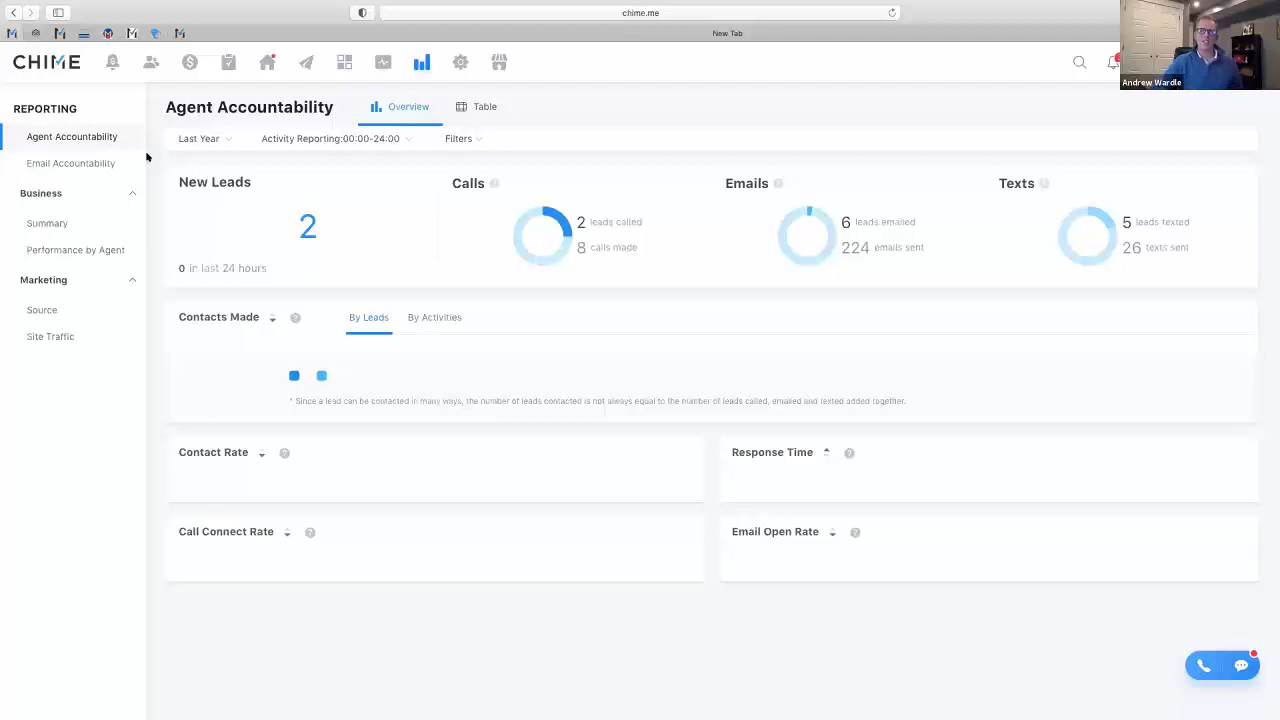 chime.me
New Tab
CHIME
Andrew Wardle
REPORTING
Agent Accountability
Email Accountability
Business
Summary
Performance by Agent
Marketing
Source
Site Traffic
Agent Accountability
Overview
Table
Last Year
Activity Reporting:00:00-24:00
Filters
New Leads
2
0 in last 24 hours
Calls
2 leads called
8 calls made
Emails
6 leads emailed
224 emails sent
Texts
5 leads texted
26 texts sent
Contacts Made
By Leads
By Activities
* Since a lead can be contacted in many ways, the number of leads contacted is not always equal to the number of leads called, emailed and texted added together.
Contact Rate
Response Time
Call Connect Rate
Email Open Rate